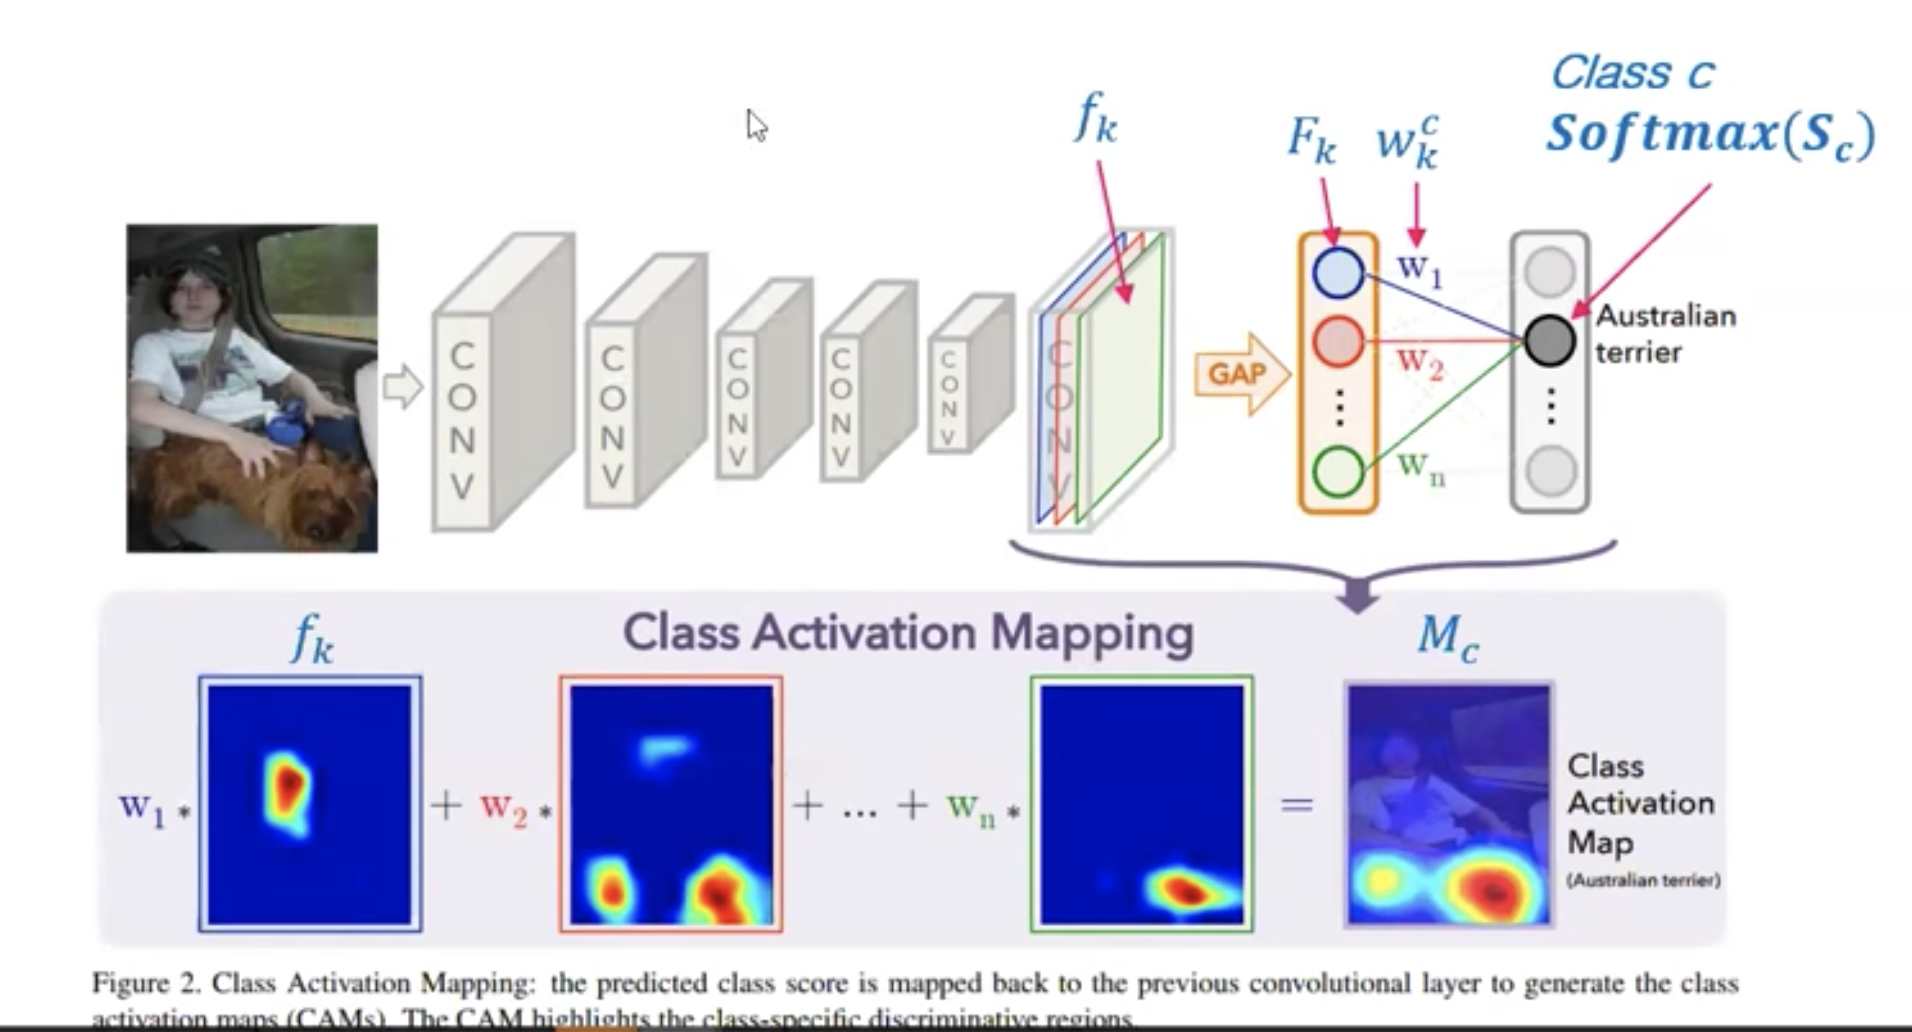 Class c
f_k
F_k w_k^c Softmax(S_c)
CONV
CONV
CONV
CONV
CONV
CONV
GAP
w_1
w_2
w_n
Australian
terrier
Class Activation Mapping
f_k
M_c
w_1 * + w_2 * + ... + w_n * =
Class
Activation
Map
(Australian terrier)
Figure 2. Class Activation Mapping: the predicted class score is mapped back to the previous convolutional layer to generate the class
activation maps (CAMs). The CAM highlights the class-specific discriminative regions.